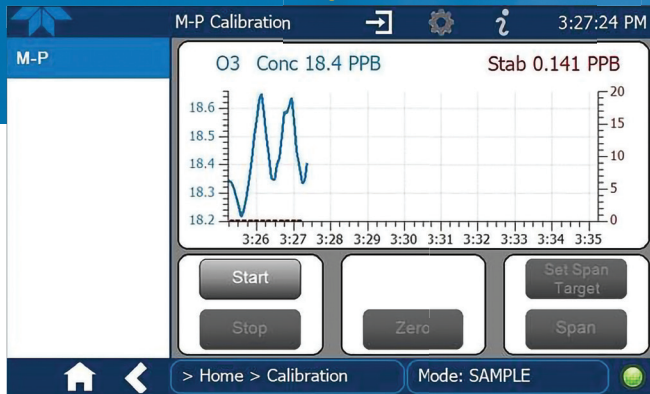 M-P Calibration
3:27:24 PM
M-P
O3 Conc 18.4 PPB
Stab 0.141 PPB
18.6
18.5
18.4
18.3
18.2
20
15
10
5
0
3:26 3:27 3:28 3:29 3:30 3:31 3:32 3:33 3:34 3:35
Start
Stop
Zero
Set Span
Target
Span
> Home > Calibration
Mode: SAMPLE